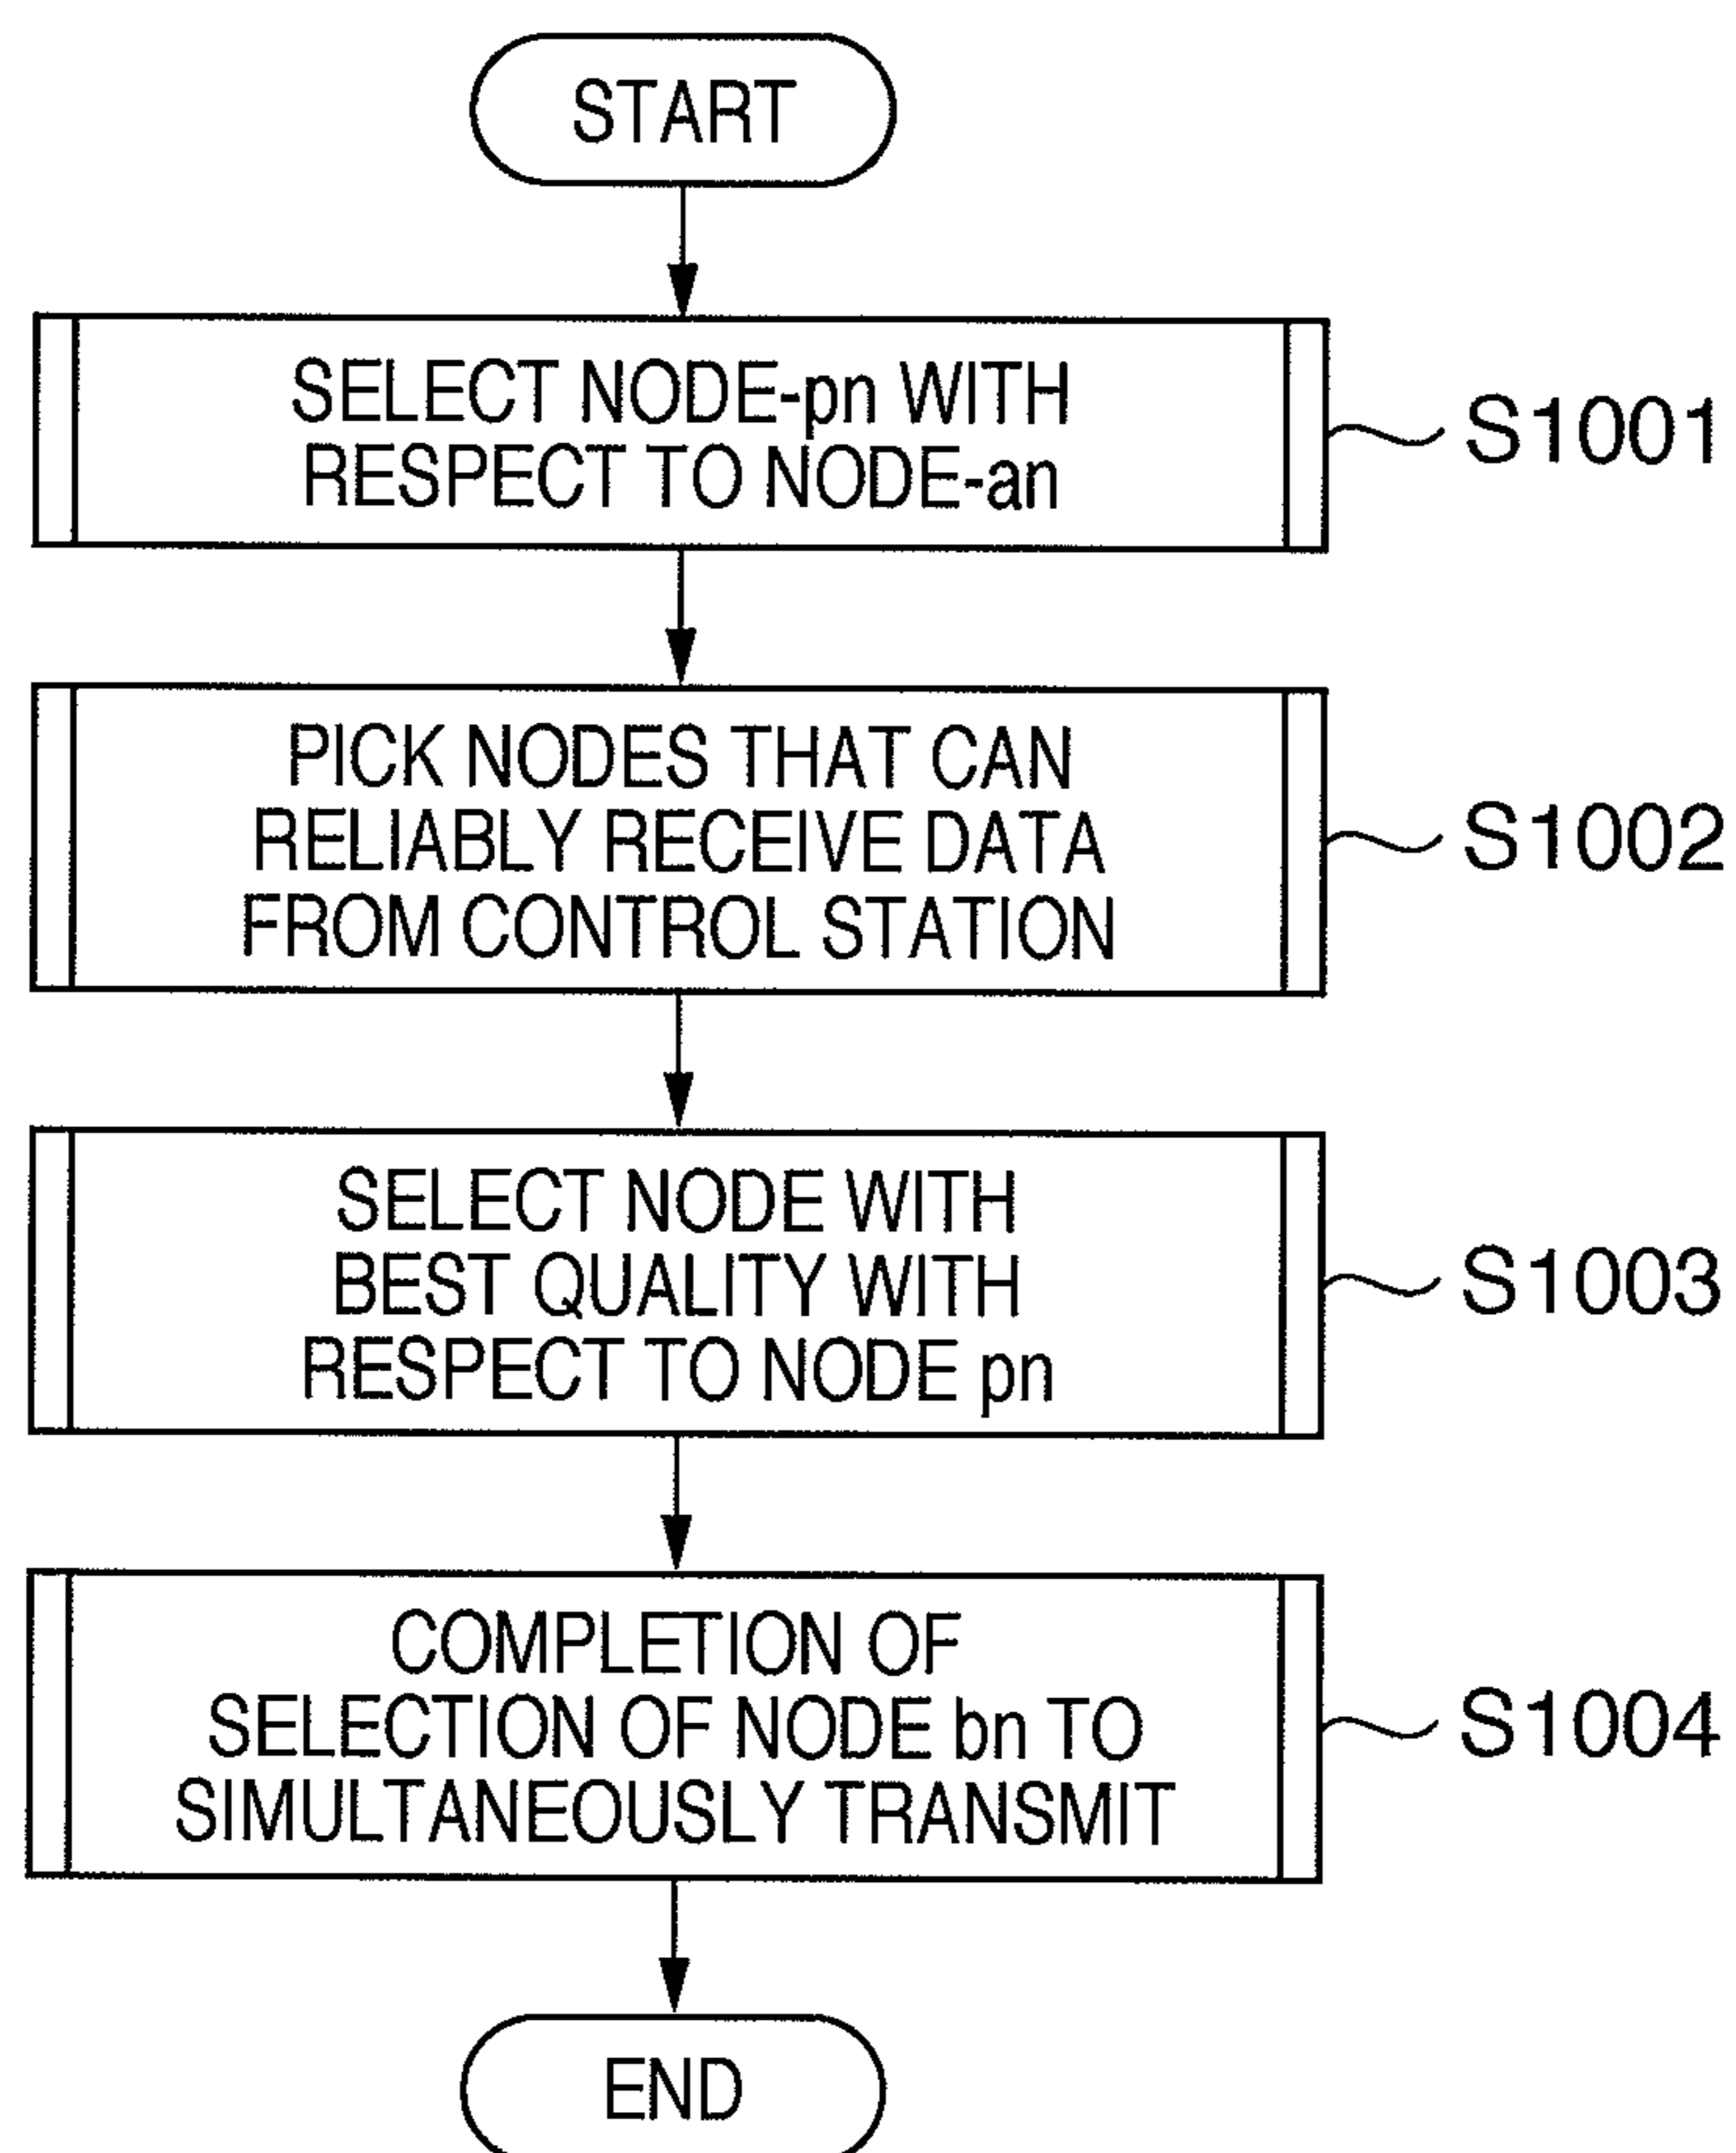 START
SELECT NODE-pn WITH
RESPECT TO NODE-an
S1001
PICK NODES THAT CAN
RELIABLY RECEIVE DATA
FROM CONTROL STATION
S1002
SELECT NODE WITH
BEST QUALITY WITH
RESPECT TO NODE pn
S1003
COMPLETION OF
SELECTION OF NODE bn TO
SIMULTANEOUSLY TRANSMIT
S1004
END